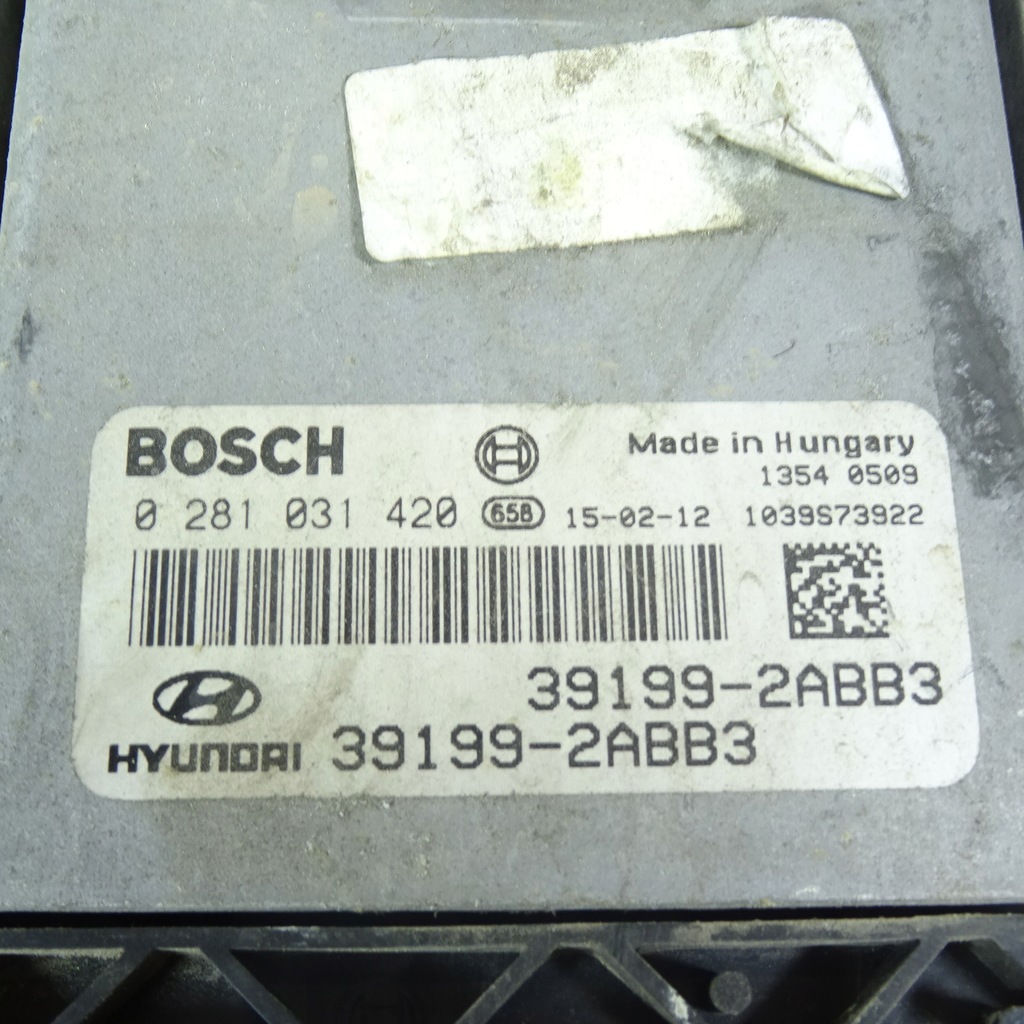 BOSCH
Made in Hungary
1354 0509
0 281 031 420 658 15-02-12 1039S73922
39199-2ABB3
HYUNDAI 39199-2ABB3